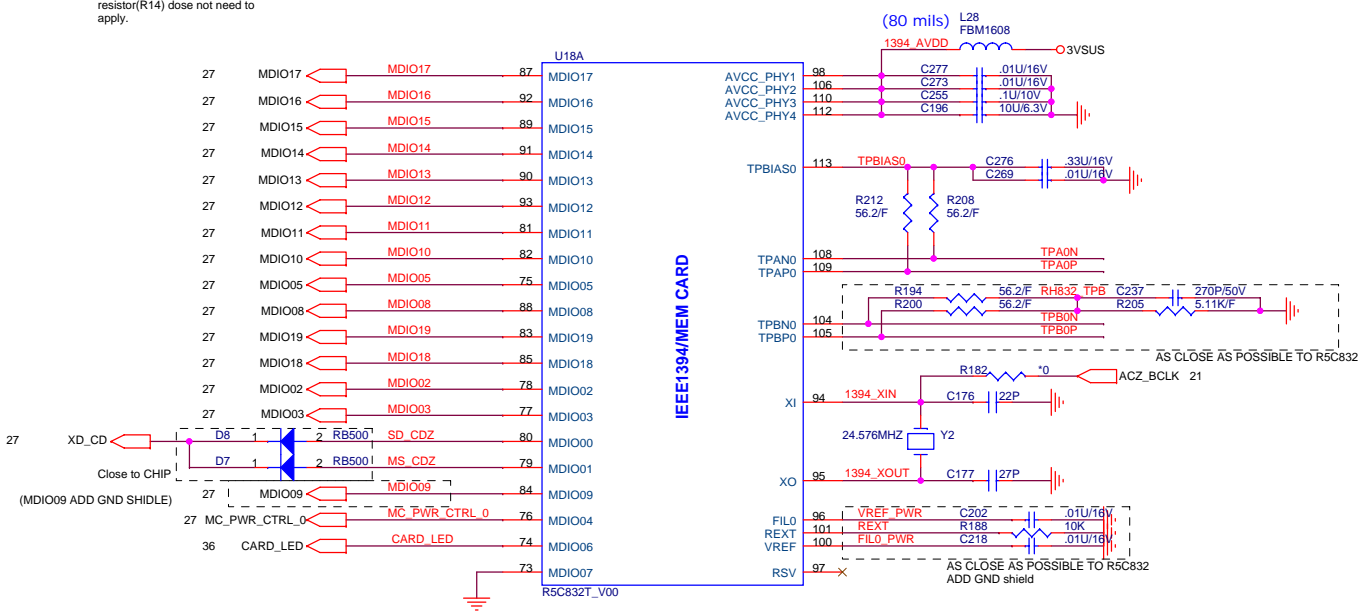 resistor(R14) dose not need to
apply.
(80 mils) L28
FBM1608
1394_AVDD 3VSUS
U18A
27 MDIO17 MDIO17 87 MDIO17
27 MDIO16 MDIO16 92 MDIO16
27 MDIO15 MDIO15 89 MDIO15
27 MDIO14 MDIO14 91 MDIO14
27 MDIO13 MDIO13 90 MDIO13
27 MDIO12 MDIO12 93 MDIO12
27 MDIO11 MDIO11 81 MDIO11
27 MDIO10 MDIO10 82 MDIO10
27 MDIO05 MDIO05 75 MDIO05
27 MDIO08 MDIO08 88 MDIO08
27 MDIO19 MDIO19 83 MDIO19
27 MDIO18 MDIO18 85 MDIO18
27 MDIO02 MDIO02 78 MDIO02
27 MDIO03 MDIO03 77 MDIO03
27 XD_CD D8 1 2 RB500 SD_CDZ 80 MDIO00
D7 1 2 RB500 MS_CDZ 79 MDIO01
Close to CHIP
(MDIO09 ADD GND SHIDLE) 27 MDIO09 MDIO09 84 MDIO09
27 MC_PWR_CTRL_0 MC_PWR_CTRL_0 76 MDIO04
36 CARD_LED CARD_LED 74 MDIO06
73 MDIO07
R5C832T_V00
IEEE1394/MEM CARD
AVCC_PHY1 98 C277 .01U/16V
AVCC_PHY2 106 C273 .01U/16V
AVCC_PHY3 110 C255 .1U/10V
AVCC_PHY4 112 C196 10U/6.3V
TPBIAS0 113 TPBIAS0 C276 .33U/16V
C269 .01U/16V
R212 R208
56.2/F 56.2/F
TPAN0 108 TPA0N
TPAP0 109 TPA0P
R194 56.2/F RH832_TPB C237 270P/50V
R200 56.2/F R205 5.11K/F
TPBN0 104 TPB0N
TPBP0 105 TPB0P
AS CLOSE AS POSSIBLE TO R5C832
R182 *0 ACZ_BCLK 21
XI 94 1394_XIN C176 22P
24.576MHZ Y2
XO 95 1394_XOUT C177 27P
FIL0 96 VREF_PWR C202 .01U/16V
REXT 101 REXT R188 10K
VREF 100 FIL0_PWR C218 .01U/16V
RSV 97
AS CLOSE AS POSSIBLE TO R5C832
ADD GND shield